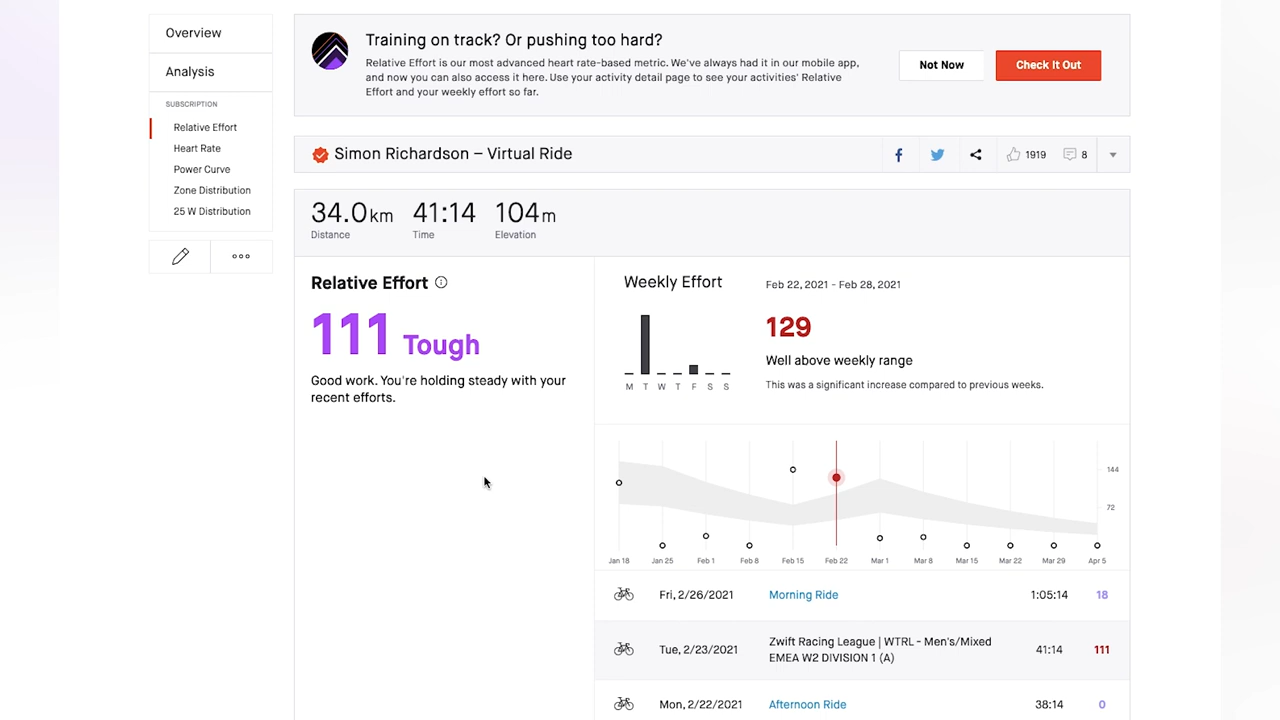 Overview
Analysis
SUBSCRIPTION
Relative Effort
Heart Rate
Power Curve
Zone Distribution
25 W Distribution
Training on track? Or pushing too hard?
Relative Effort is our most advanced heart rate-based metric. We've always had it in our mobile app,
and now you can also access it here. Use your activity detail page to see your activities' Relative
Effort and your weekly effort so far.
Not Now
Check It Out
Simon Richardson – Virtual Ride
1919
8
34.0km 41:14 104m
Distance Time Elevation
Relative Effort
111 Tough
Good work. You're holding steady with your
recent efforts.
Weekly Effort
M T W T F S S
Feb 22, 2021 - Feb 28, 2021
129
Well above weekly range
This was a significant increase compared to previous weeks.
144
72
Jan 18 Jan 25 Feb 1 Feb 8 Feb 15 Feb 22 Mar 1 Mar 8 Mar 15 Mar 22 Mar 29 Apr 5
Fri, 2/26/2021 Morning Ride 1:05:14 18
Tue, 2/23/2021 Zwift Racing League | WTRL - Men's/Mixed 41:14 111
EMEA W2 DIVISION 1 (A)
Mon, 2/22/2021 Afternoon Ride 38:14 0